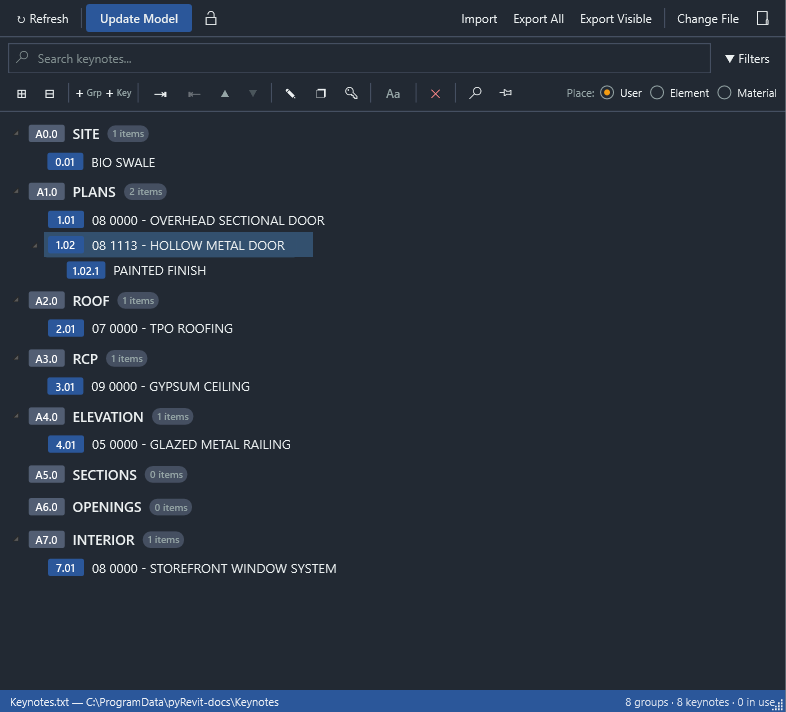 Refresh Update Model Import Export All Export Visible Change File
Search keynotes... Filters
+ Grp + Key Aa Place: User Element Material
A0.0 SITE 1 items
0.01 BIO SWALE
A1.0 PLANS 2 items
1.01 08 0000 - OVERHEAD SECTIONAL DOOR
1.02 08 1113 - HOLLOW METAL DOOR
1.02.1 PAINTED FINISH
A2.0 ROOF 1 items
2.01 07 0000 - TPO ROOFING
A3.0 RCP 1 items
3.01 09 0000 - GYPSUM CEILING
A4.0 ELEVATION 1 items
4.01 05 0000 - GLAZED METAL RAILING
A5.0 SECTIONS 0 items
A6.0 OPENINGS 0 items
A7.0 INTERIOR 1 items
7.01 08 0000 - STOREFRONT WINDOW SYSTEM
Keynotes.txt — C:\ProgramData\pyRevit-docs\Keynotes 8 groups · 8 keynotes · 0 in use